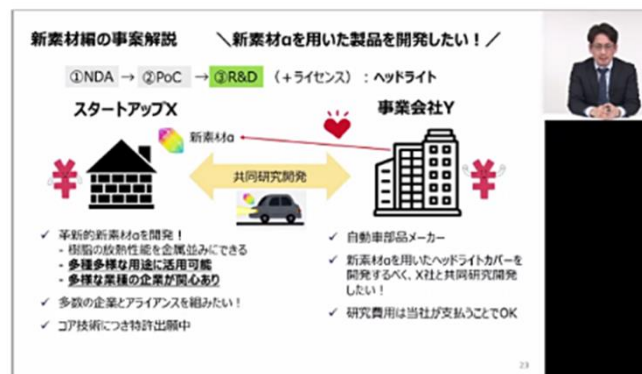 新素材編の事案解説
＼新素材αを用いた製品を開発したい！／
①NDA → ②PoC → ③R&D （＋ライセンス）：ヘッドライト
スタートアップX
事業会社Y
新素材α
共同研究開発
✓ 革新的新素材αを開発！
- 樹脂の放熱性能を金属並みにできる
- 多種多様な用途に活用可能
- 多様な業種の企業が関心あり
✓ 多数の企業とアライアンスを組みたい！
✓ コア技術につき特許出願中
✓ 自動車部品メーカー
✓ 新素材αを用いたヘッドライトカバーを
開発するべく、X社と共同研究開発
したい！
✓ 研究費用は当社が支払うことでOK
23